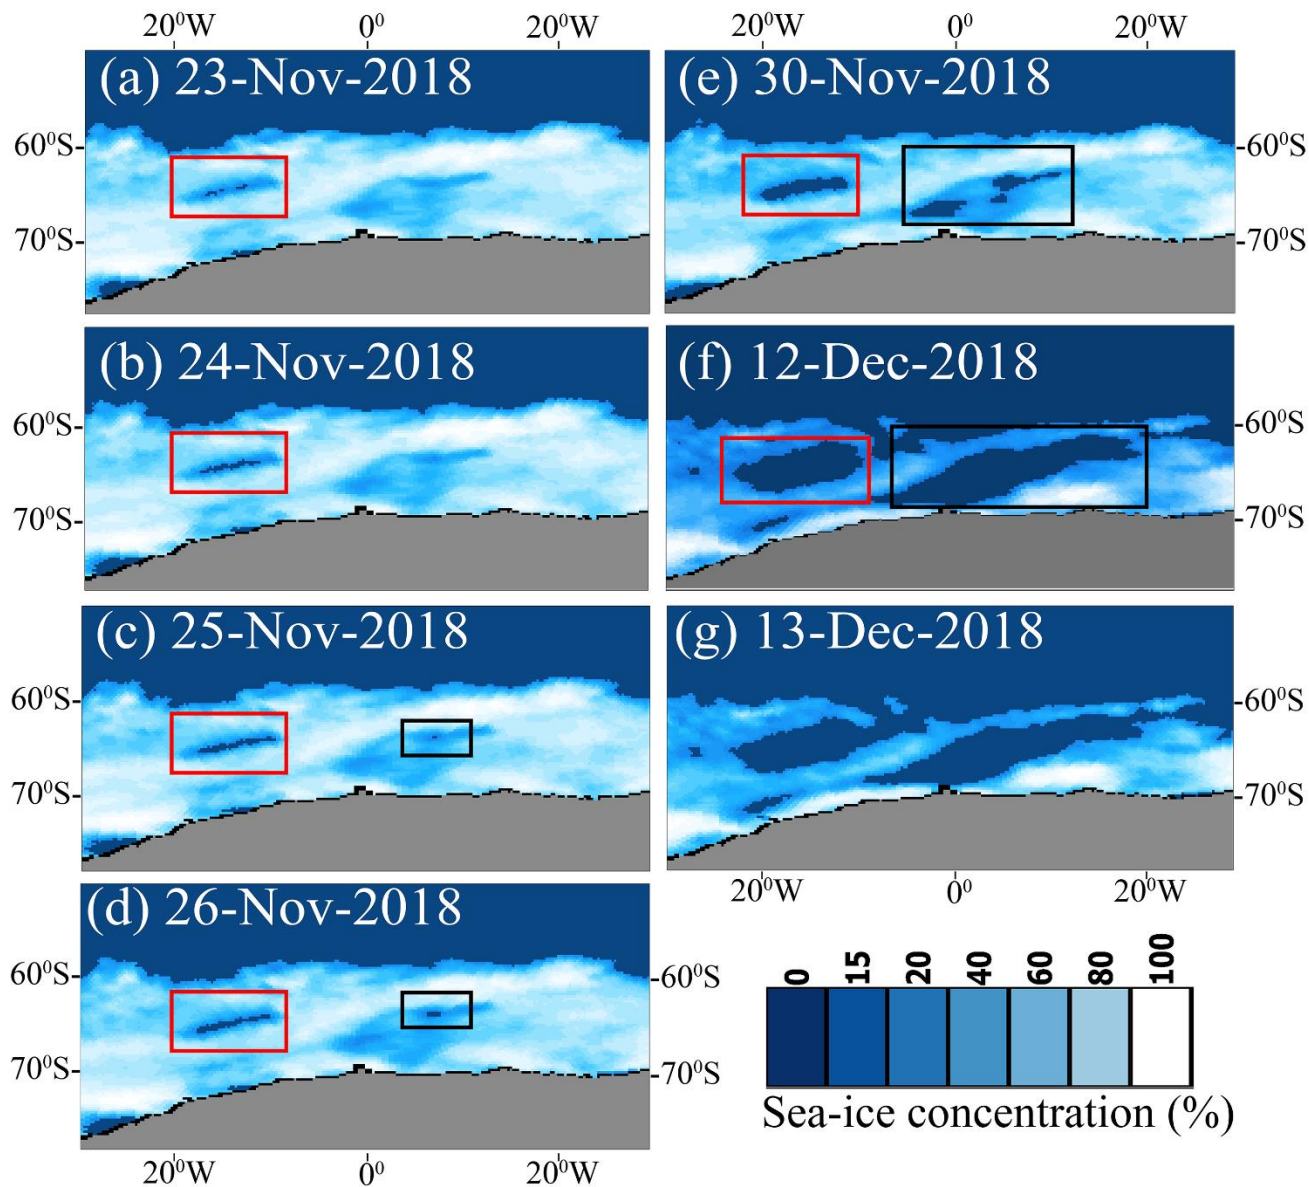 20⁰W 0⁰ 20⁰W
20⁰W 0⁰ 20⁰W
(a) 23-Nov-2018
60⁰S
70⁰S
(e) 30-Nov-2018
60⁰S
70⁰S
(b) 24-Nov-2018
60⁰S
70⁰S
(f) 12-Dec-2018
60⁰S
70⁰S
(c) 25-Nov-2018
60⁰S
70⁰S
(g) 13-Dec-2018
60⁰S
70⁰S
20⁰W 0⁰ 20⁰W
(d) 26-Nov-2018
60⁰S
70⁰S
60⁰S
70⁰S
20⁰W 0⁰ 20⁰W
0 15 20 40 60 80 100
Sea-ice concentration (%)